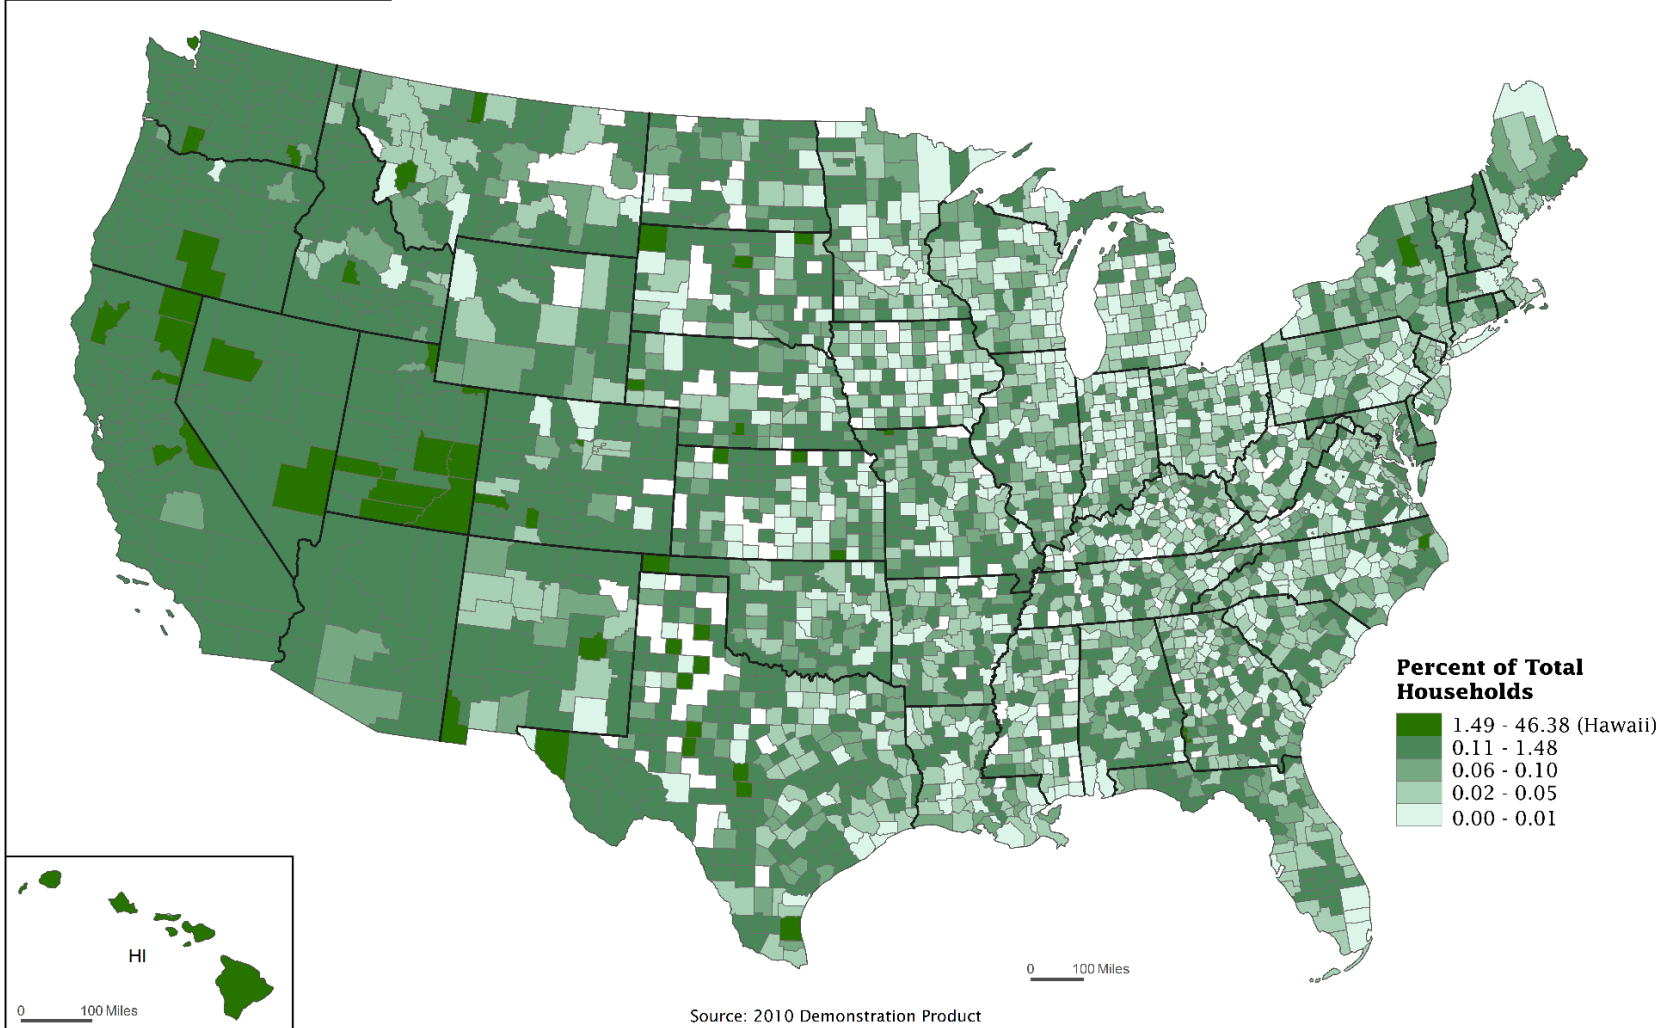 Percent of Total
Households
1.49 - 46.38 (Hawaii)
0.11 - 1.48
0.06 - 0.10
0.02 - 0.05
0.00 - 0.01
HI
0 100 Miles
0 100 Miles
Source: 2010 Demonstration Product